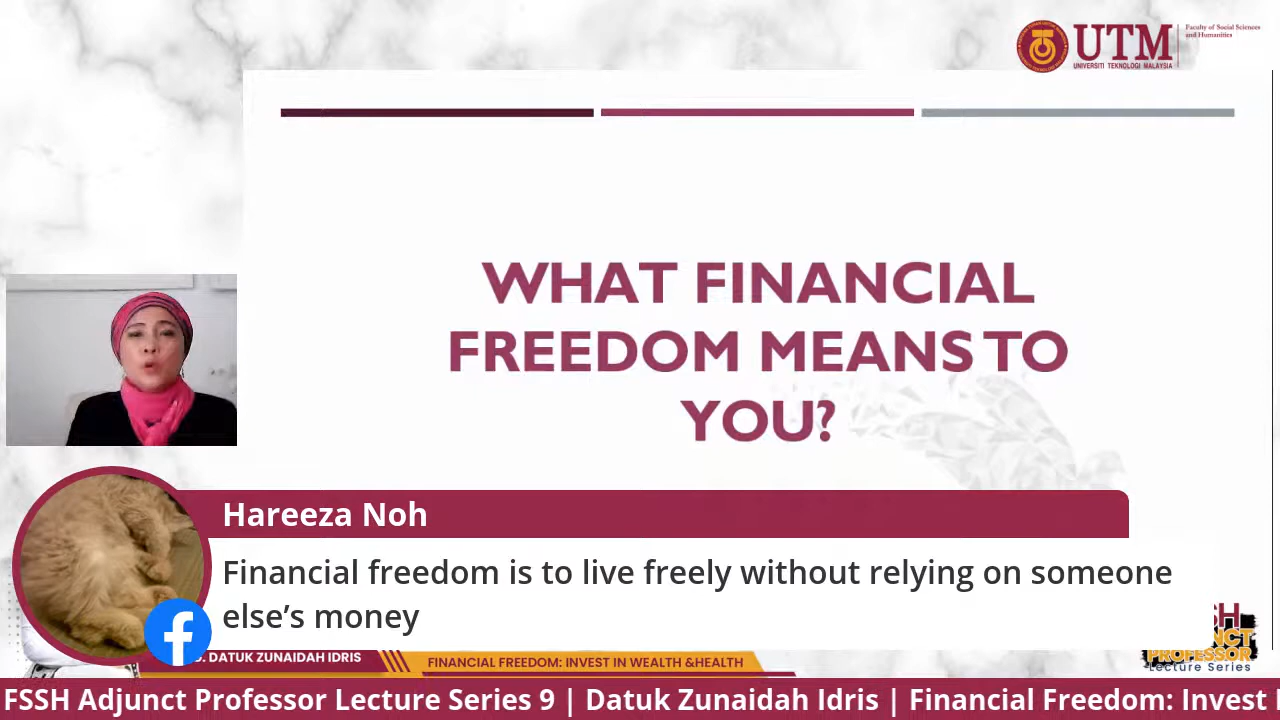 UTM
UNIVERSITI TEKNOLOGI MALAYSIA
Faculty of Social Sciences
and Humanities
WHAT FINANCIAL
FREEDOM MEANS TO
YOU?
Hareeza Noh
Financial freedom is to live freely without relying on someone
else’s money
DATUK ZUNAIDAH IDRIS
FINANCIAL FREEDOM: INVEST IN WEALTH &HEALTH
PROFESSOR
Lecture Series
FSSH Adjunct Professor Lecture Series 9 | Datuk Zunaidah Idris | Financial Freedom: Invest